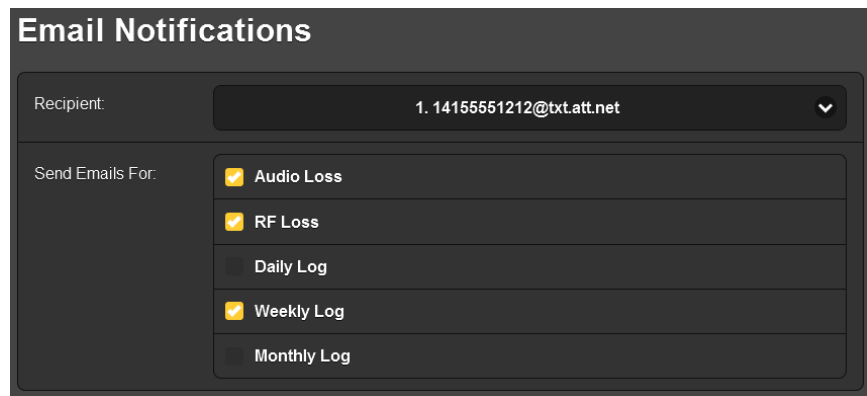 Email Notifications
Recipient:
1. 14155551212@txt.att.net
Send Emails For:
Audio Loss
RF Loss
Daily Log
Weekly Log
Monthly Log